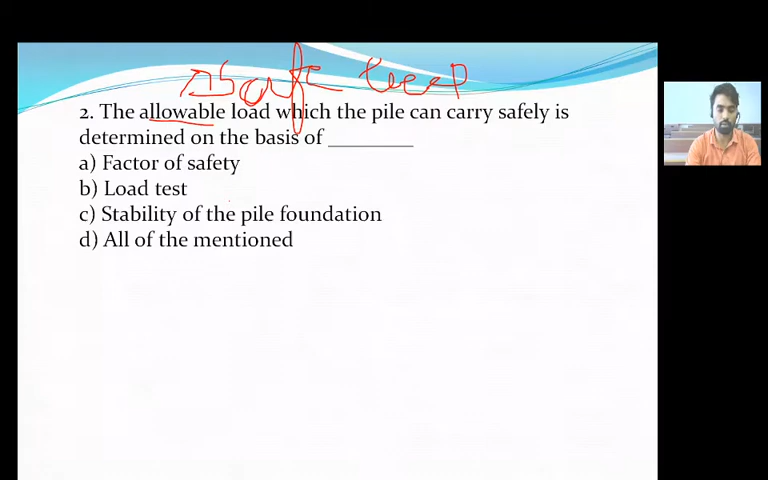 safe
2. The allowable load which the pile can carry safely is
determined on the basis of ________
a) Factor of safety
b) Load test
c) Stability of the pile foundation
d) All of the mentioned